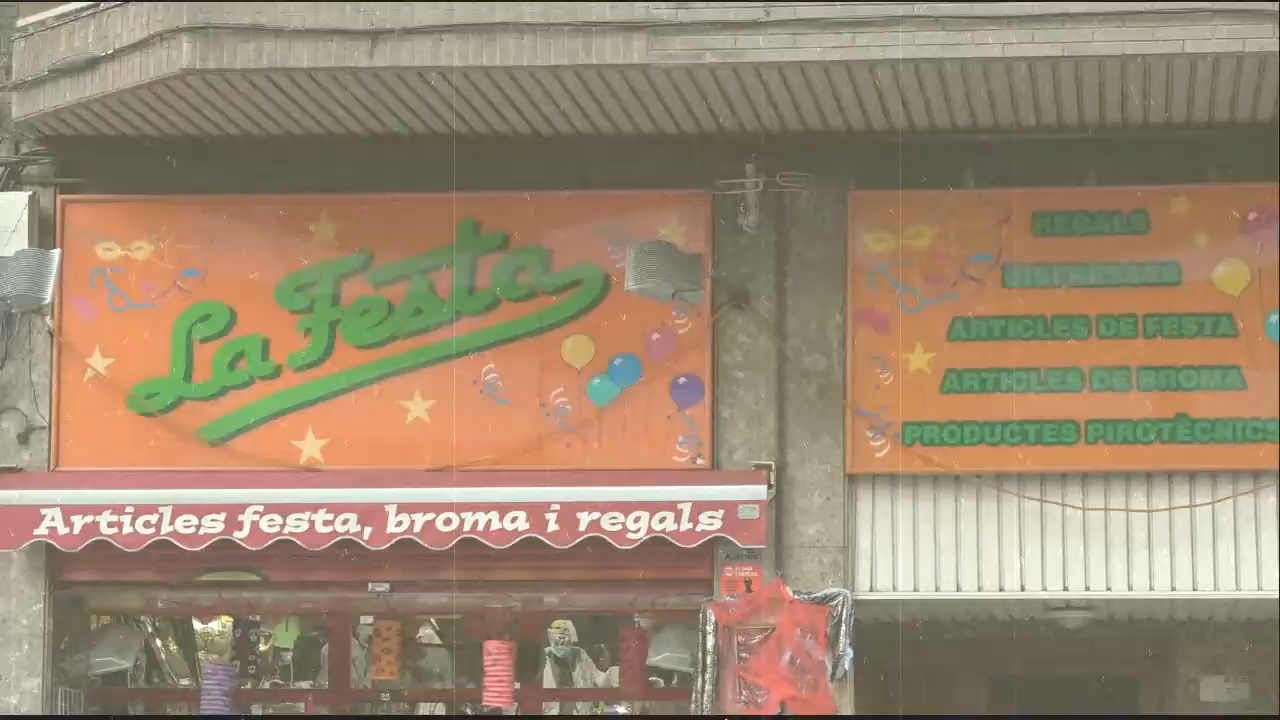 La Festa
REGALS
DISFRESSES
ARTICLES DE FESTA
ARTICLES DE BROMA
PRODUCTES PIROTÈCNICS
Articles festa, broma i regals